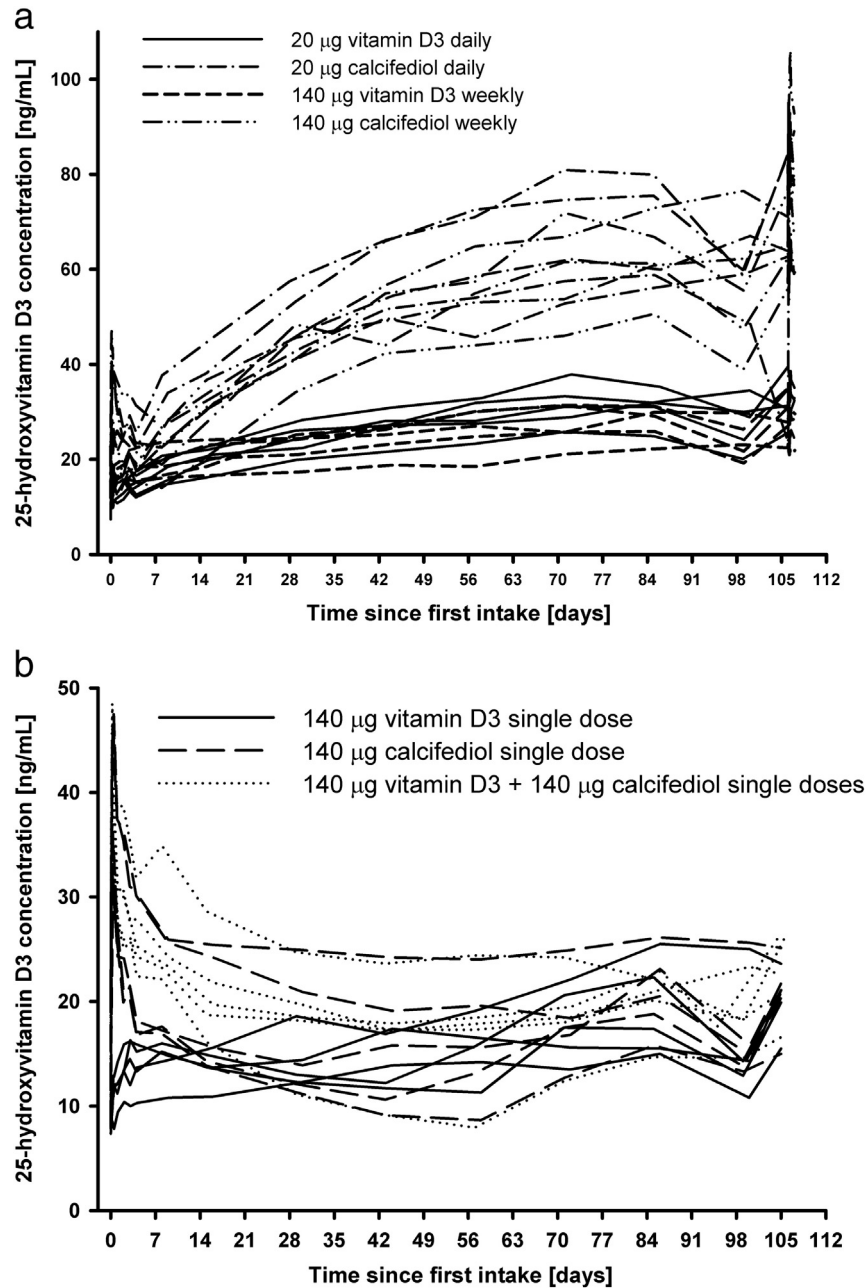 a
20 μg vitamin D3 daily
20 μg calcifediol daily
140 μg vitamin D3 weekly
140 μg calcifediol weekly
25-hydroxyvitamin D3 concentration [ng/mL]
100
80
60
40
20
0
0 7 14 21 28 35 42 49 56 63 70 77 84 91 98 105 112
Time since first intake [days]
b
140 μg vitamin D3 single dose
140 μg calcifediol single dose
140 μg vitamin D3 + 140 μg calcifediol single doses
25-hydroxyvitamin D3 concentration [ng/mL]
50
40
30
20
10
0
0 7 14 21 28 35 42 49 56 63 70 77 84 91 98 105 112
Time since first intake [days]